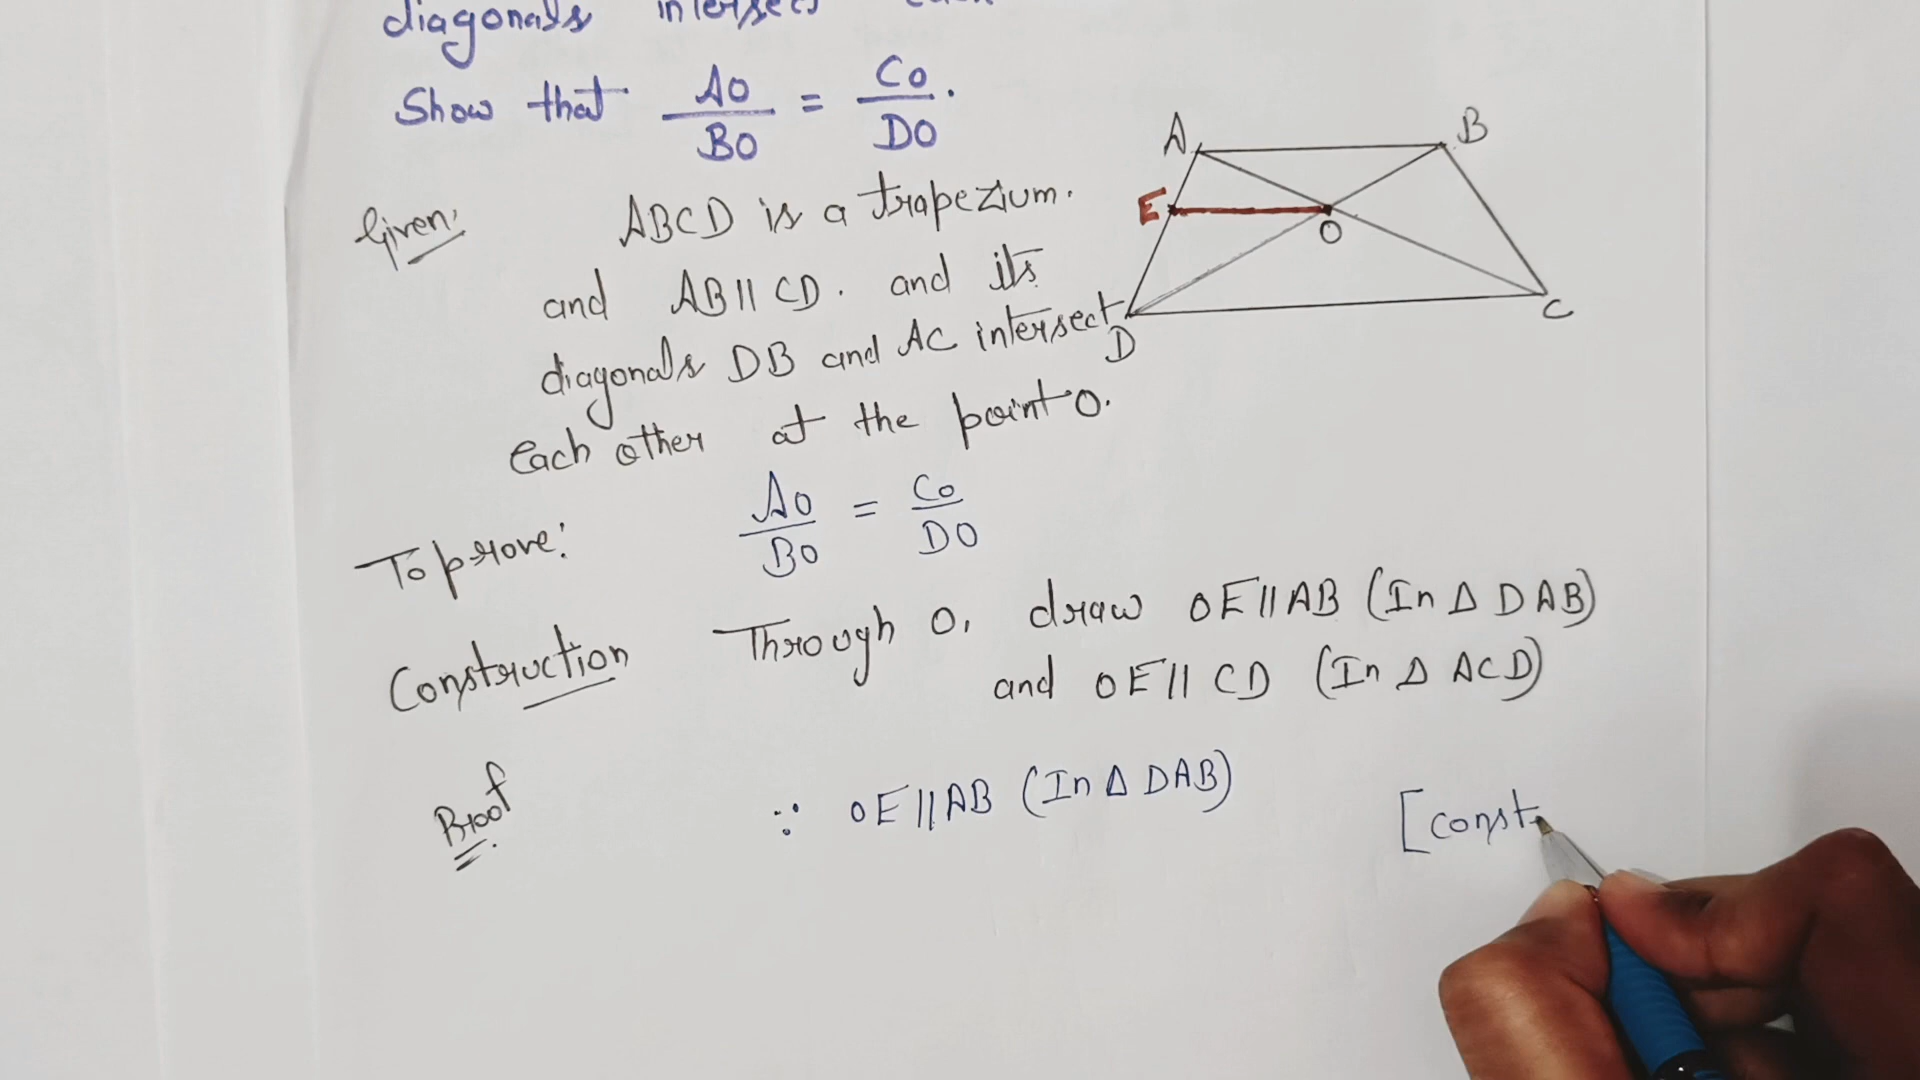 diagonals intersect each
Show that AO/BO = CO/DO.
Given: ABCD is a trapezium.
and AB || CD. and its
diagonals DB and AC intersect
each other at the point O.
To prove: AO/BO = CO/DO
Construction Through O, draw OE || AB (In Δ DAB)
and OE || CD (In Δ ACD)
Proof ∵ OE || AB (In Δ DAB) [const
A
B
E
O
C
D